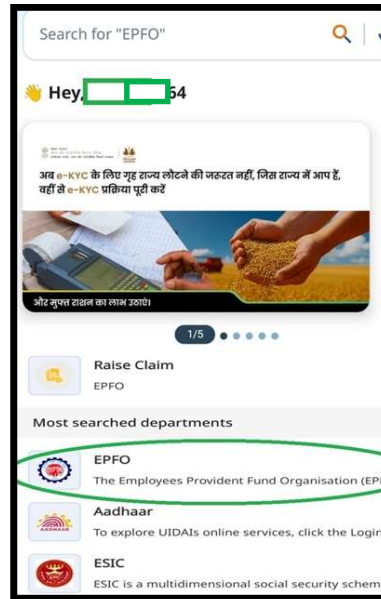 Search for "EPFO"
Hey, 64
अब e-KYC के लिए गृह राज्य लौटने की जरूरत नहीं, जिस राज्य में आप हैं,
वहीं से e-KYC प्रक्रिया पूरी करें
और मुफ्त राशन का लाभ उठाएं।
1/5
Raise Claim
EPFO
Most searched departments
EPFO
The Employees Provident Fund Organisation (EP
Aadhaar
AADHAAR
To explore UIDAIs online services, click the Login
ESIC
ESIC is a multidimensional social security schem